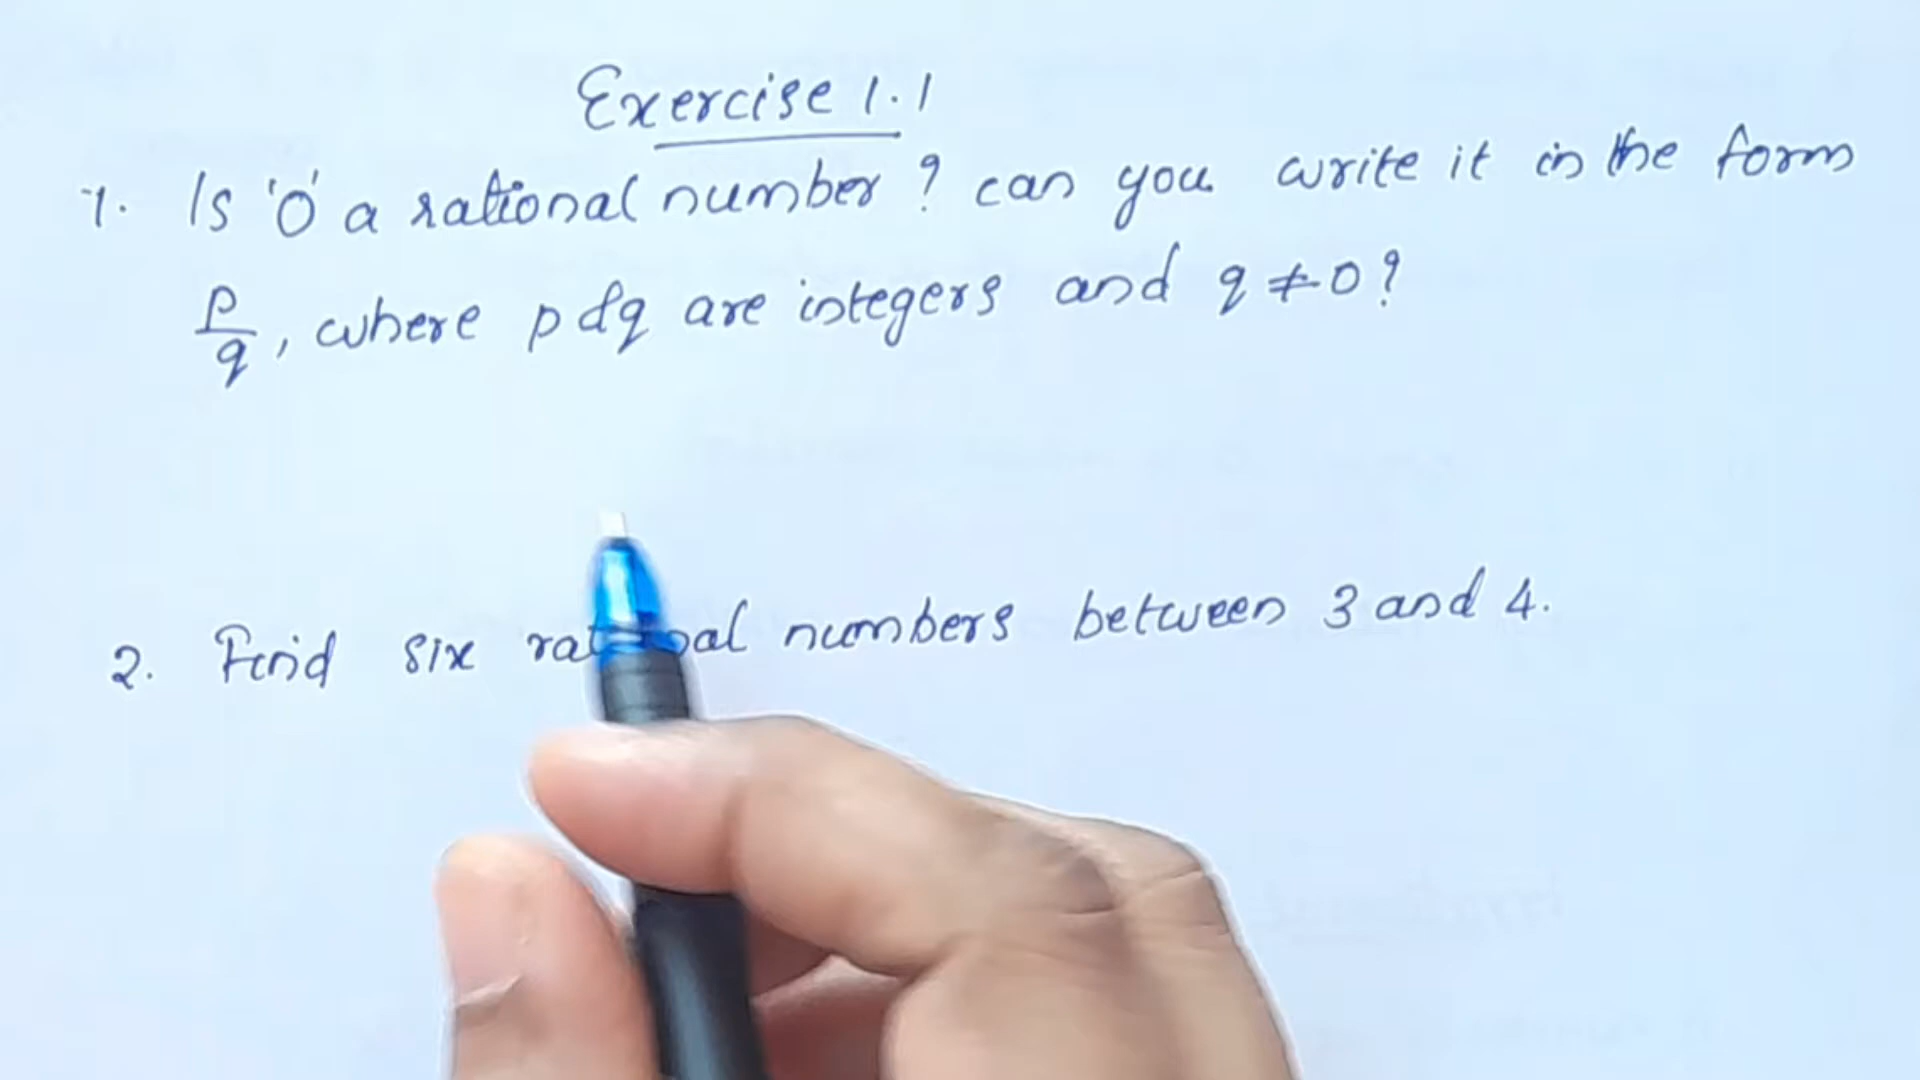 Exercise 1.1
1. Is '0' a rational number? can you write it in the form
p/q, where p & q are integers and q ≠ 0?
2. Find six rational numbers between 3 and 4.